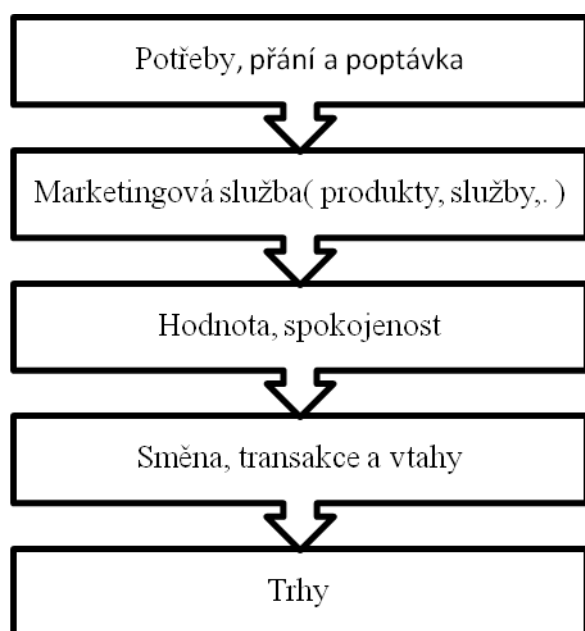 Potřeby, přání a poptávka
Marketingová služba( produkty, služby,. )
Hodnota, spokojenost
Směna, transakce a vtahy
Trhy